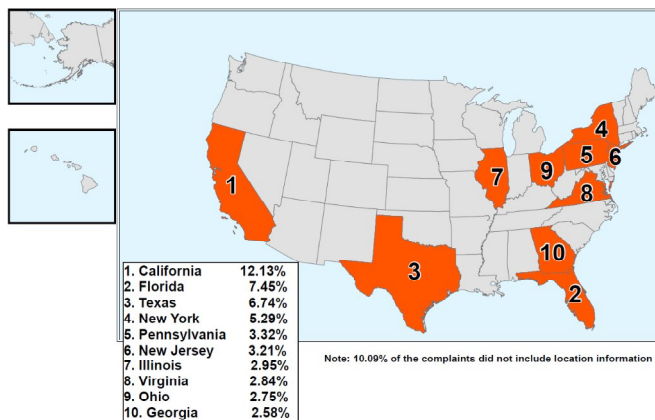 4
5
6
7
9
1
8
10
3
2
1. California 12.13%
2. Florida 7.45%
3. Texas 6.74%
4. New York 5.29%
5. Pennsylvania 3.32%
6. New Jersey 3.21%
7. Illinois 2.95%
8. Virginia 2.84%
9. Ohio 2.75%
10. Georgia 2.58%
Note: 10.09% of the complaints did not include location information